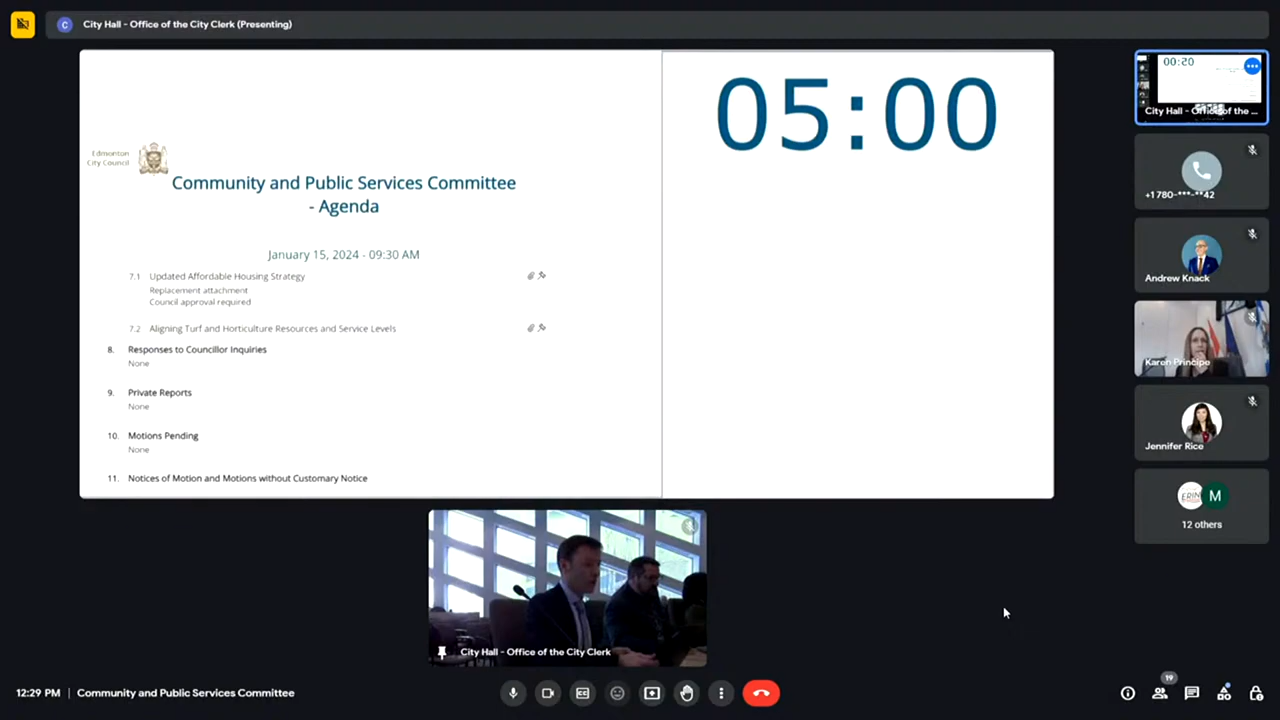 City Hall - Office of the City Clerk (Presenting)
Edmonton
City Council
Community and Public Services Committee
- Agenda
January 15, 2024 - 09:30 AM
7.1 Updated Affordable Housing Strategy
Replacement attachment
Council approval required
7.2 Aligning Turf and Horticulture Resources and Service Levels
8. Responses to Councillor Inquiries
None
9. Private Reports
None
10. Motions Pending
None
11. Notices of Motion and Motions without Customary Notice
05:00
City Hall - Office of the ...
+1 780-***-**42
Andrew Knack
Karen Principe
Jennifer Rice
ERIN
M
12 others
City Hall - Office of the City Clerk
12:29 PM | Community and Public Services Committee
19